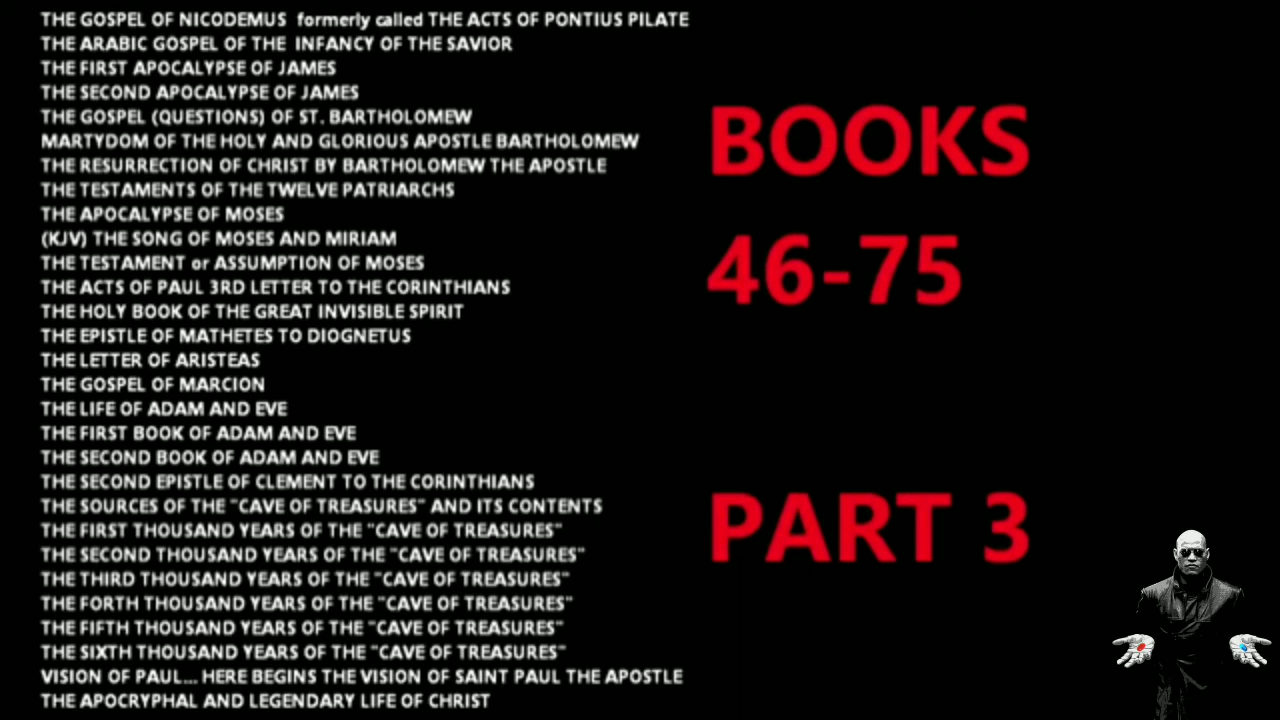 THE GOSPEL OF NICODEMUS formerly called THE ACTS OF PONTIUS PILATE
THE ARABIC GOSPEL OF THE INFANCY OF THE SAVIOR
THE FIRST APOCALYPSE OF JAMES
THE SECOND APOCALYPSE OF JAMES
THE GOSPEL (QUESTIONS) OF ST. BARTHOLOMEW
MARTYDOM OF THE HOLY AND GLORIOUS APOSTLE BARTHOLOMEW
THE RESURRECTION OF CHRIST BY BARTHOLOMEW THE APOSTLE
THE TESTAMENTS OF THE TWELVE PATRIARCHS
THE APOCALYPSE OF MOSES
(KJV) THE SONG OF MOSES AND MIRIAM
THE TESTAMENT or ASSUMPTION OF MOSES
THE ACTS OF PAUL 3RD LETTER TO THE CORINTHIANS
THE HOLY BOOK OF THE GREAT INVISIBLE SPIRIT
THE EPISTLE OF MATHETES TO DIOGNETUS
THE LETTER OF ARISTEAS
THE GOSPEL OF MARCION
THE LIFE OF ADAM AND EVE
THE FIRST BOOK OF ADAM AND EVE
THE SECOND BOOK OF ADAM AND EVE
THE SECOND EPISTLE OF CLEMENT TO THE CORINTHIANS
THE SOURCES OF THE "CAVE OF TREASURES" AND ITS CONTENTS
THE FIRST THOUSAND YEARS OF THE "CAVE OF TREASURES"
THE SECOND THOUSAND YEARS OF THE "CAVE OF TREASURES"
THE THIRD THOUSAND YEARS OF THE "CAVE OF TREASURES"
THE FORTH THOUSAND YEARS OF THE "CAVE OF TREASURES"
THE FIFTH THOUSAND YEARS OF THE "CAVE OF TREASURES"
THE SIXTH THOUSAND YEARS OF THE "CAVE OF TREASURES"
VISION OF PAUL... HERE BEGINS THE VISION OF SAINT PAUL THE APOSTLE
THE APOCRYPHAL AND LEGENDARY LIFE OF CHRIST
BOOKS
46-75
PART 3